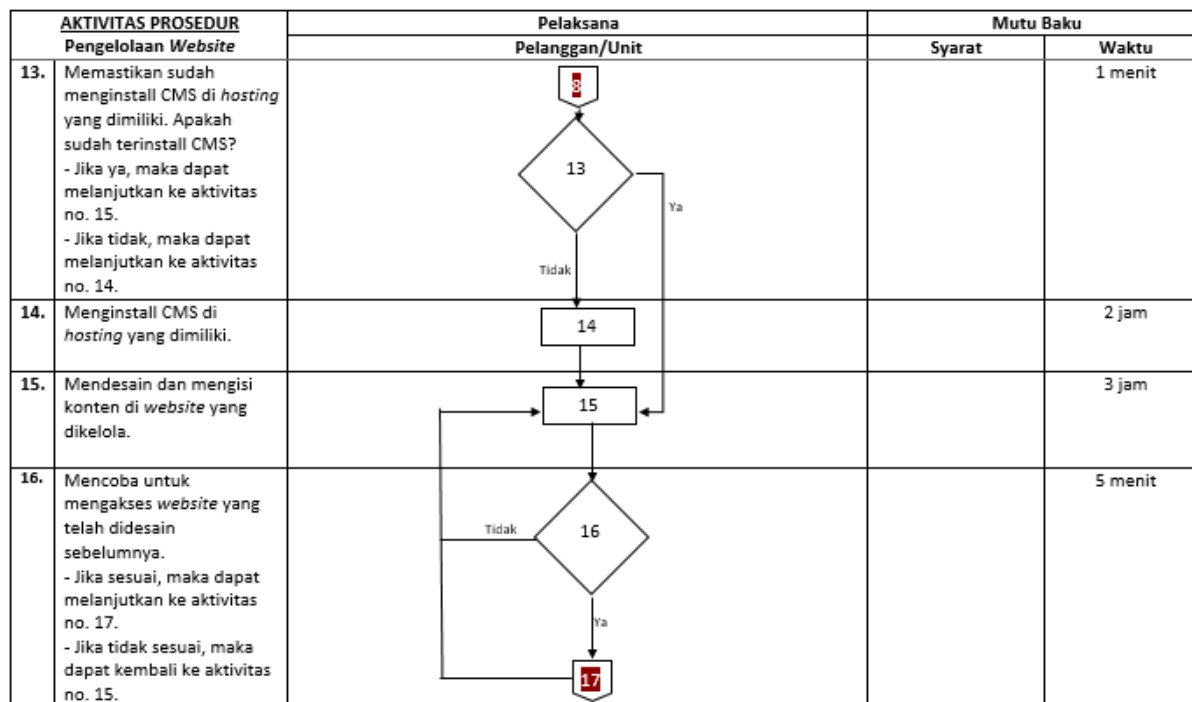 AKTIVITAS PROSEDUR
Pengelolaan Website
Pelaksana
Pelanggan/Unit
Mutu Baku
Syarat
Waktu
13.
Memastikan sudah
menginstall CMS di hosting
yang dimiliki. Apakah
sudah terinstall CMS?
- Jika ya, maka dapat
melanjutkan ke aktivitas
no. 15.
- Jika tidak, maka dapat
melanjutkan ke aktivitas
no. 14.
8
13
Ya
Tidak
1 menit
14.
Menginstall CMS di
hosting yang dimiliki.
14
2 jam
15.
Mendesain dan mengisi
konten di website yang
dikelola.
15
3 jam
16.
Mencoba untuk
mengakses website yang
telah didesain
sebelumnya.
- Jika sesuai, maka dapat
melanjutkan ke aktivitas
no. 17.
- Jika tidak sesuai, maka
dapat kembali ke aktivitas
no. 15.
Tidak
16
Ya
17
5 menit